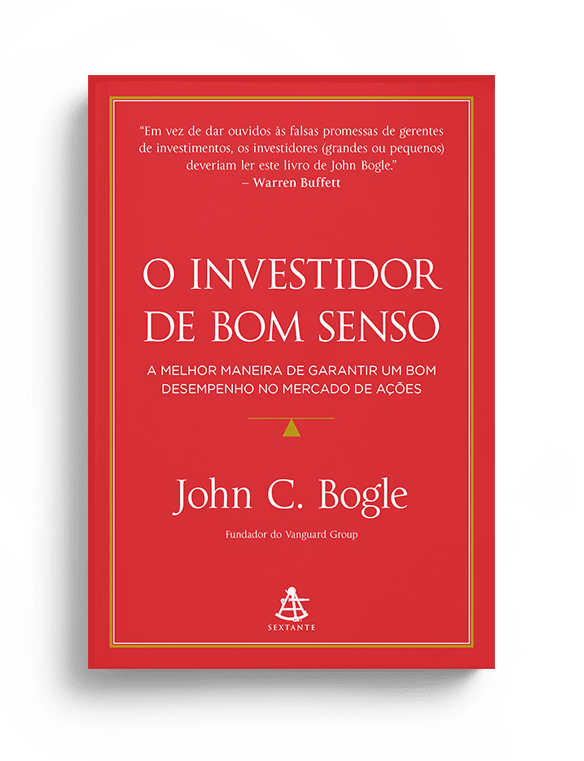 “Em vez de dar ouvidos às falsas promessas de gerentes
de investimentos, os investidores (grandes ou pequenos)
deveriam ler este livro de John Bogle.”
– Warren Buffett
O INVESTIDOR
DE BOM SENSO
A MELHOR MANEIRA DE GARANTIR UM BOM
DESEMPENHO NO MERCADO DE AÇÕES
John C. Bogle
Fundador do Vanguard Group
SEXTANTE